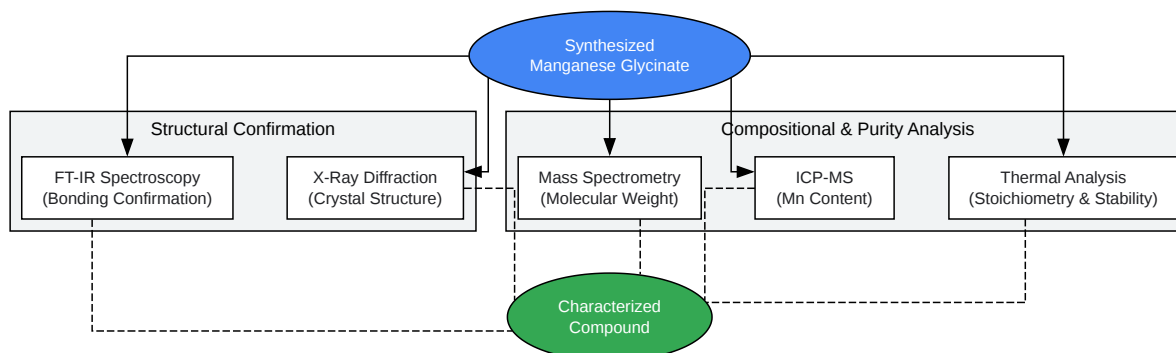 Synthesized
Manganese Glycinate
Structural Confirmation
Compositional & Purity Analysis
FT-IR Spectroscopy
(Bonding Confirmation)
X-Ray Diffraction
(Crystal Structure)
Mass Spectrometry
(Molecular Weight)
ICP-MS
(Mn Content)
Thermal Analysis
(Stoichiometry & Stability)
Characterized
Compound